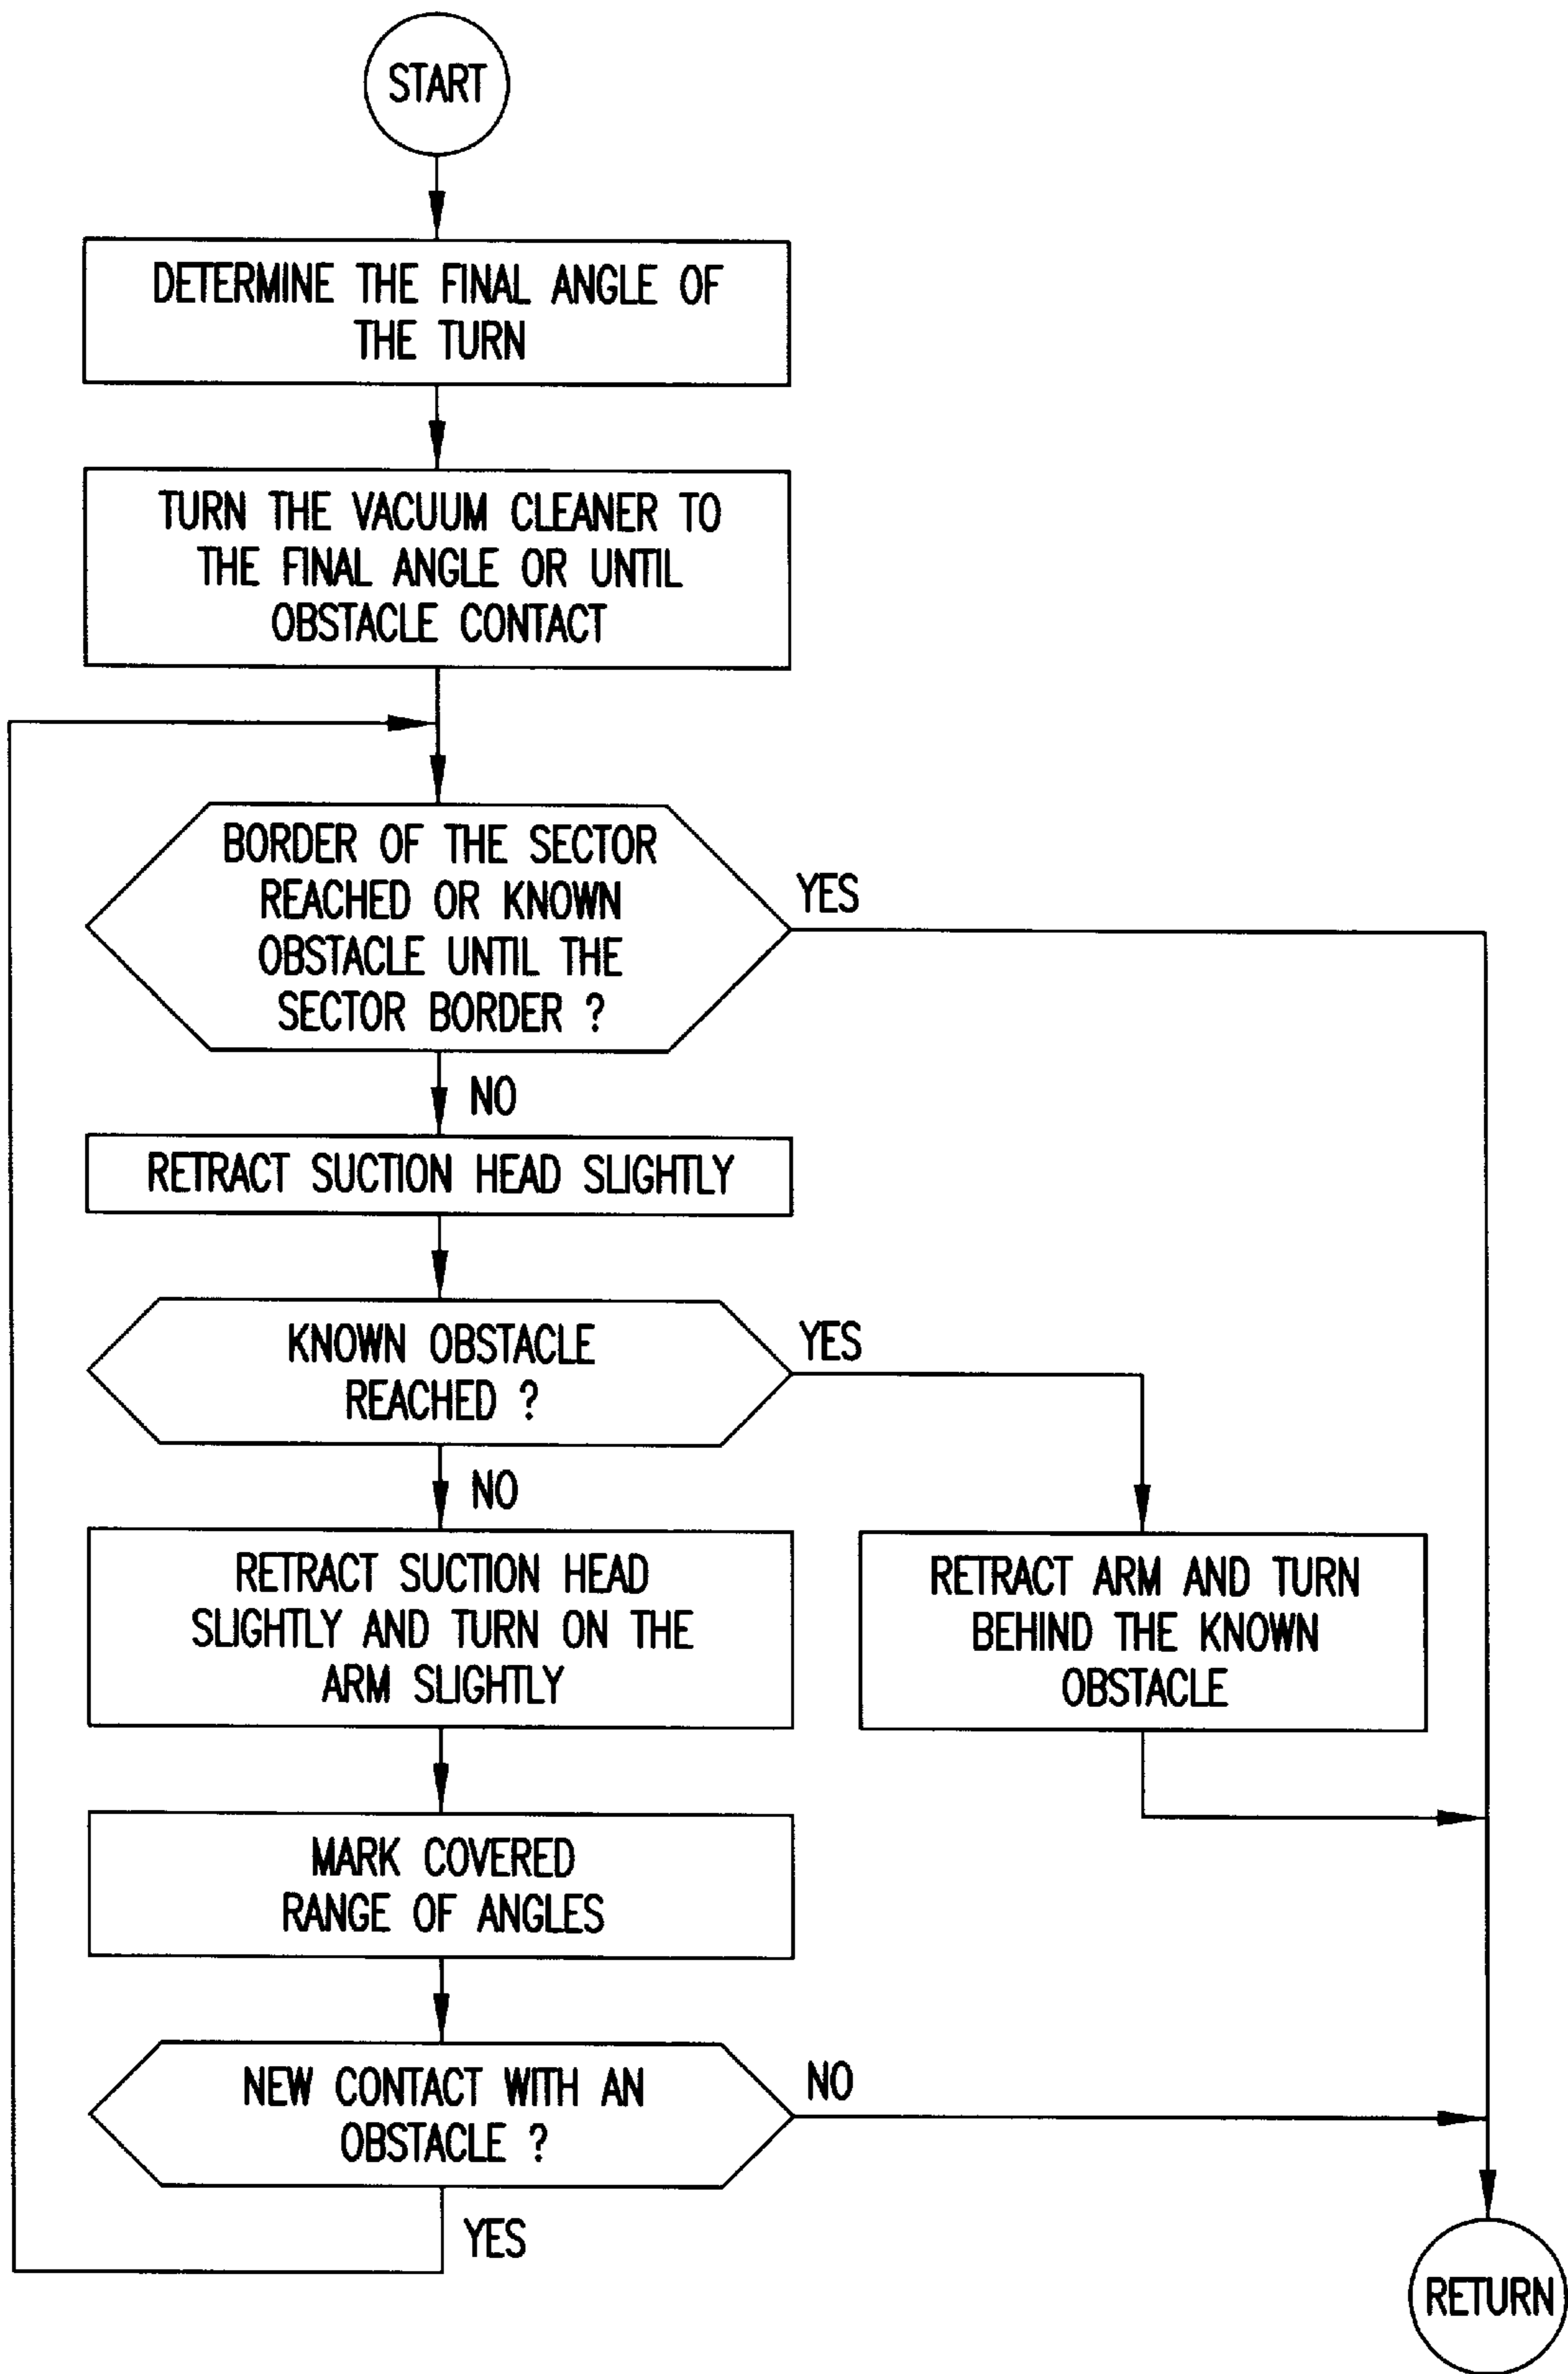 START
DETERMINE THE FINAL ANGLE OF
THE TURN
TURN THE VACUUM CLEANER TO
THE FINAL ANGLE OR UNTIL
OBSTACLE CONTACT
BORDER OF THE SECTOR
REACHED OR KNOWN
OBSTACLE UNTIL THE
SECTOR BORDER ?
YES
NO
RETRACT SUCTION HEAD SLIGHTLY
KNOWN OBSTACLE
REACHED ?
YES
NO
RETRACT SUCTION HEAD
SLIGHTLY AND TURN ON THE
ARM SLIGHTLY
RETRACT ARM AND TURN
BEHIND THE KNOWN
OBSTACLE
MARK COVERED
RANGE OF ANGLES
NEW CONTACT WITH AN
OBSTACLE ?
NO
YES
RETURN